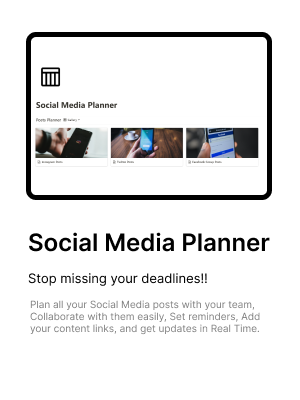 Social Media Planner
Posts Planner Gallery
Instagram Posts Twitter Posts Facebook Group Posts
Social Media Planner
Stop missing your deadlines!!
Plan all your Social Media posts with your team,
Collaborate with them easily, Set reminders, Add
your content links, and get updates in Real Time.